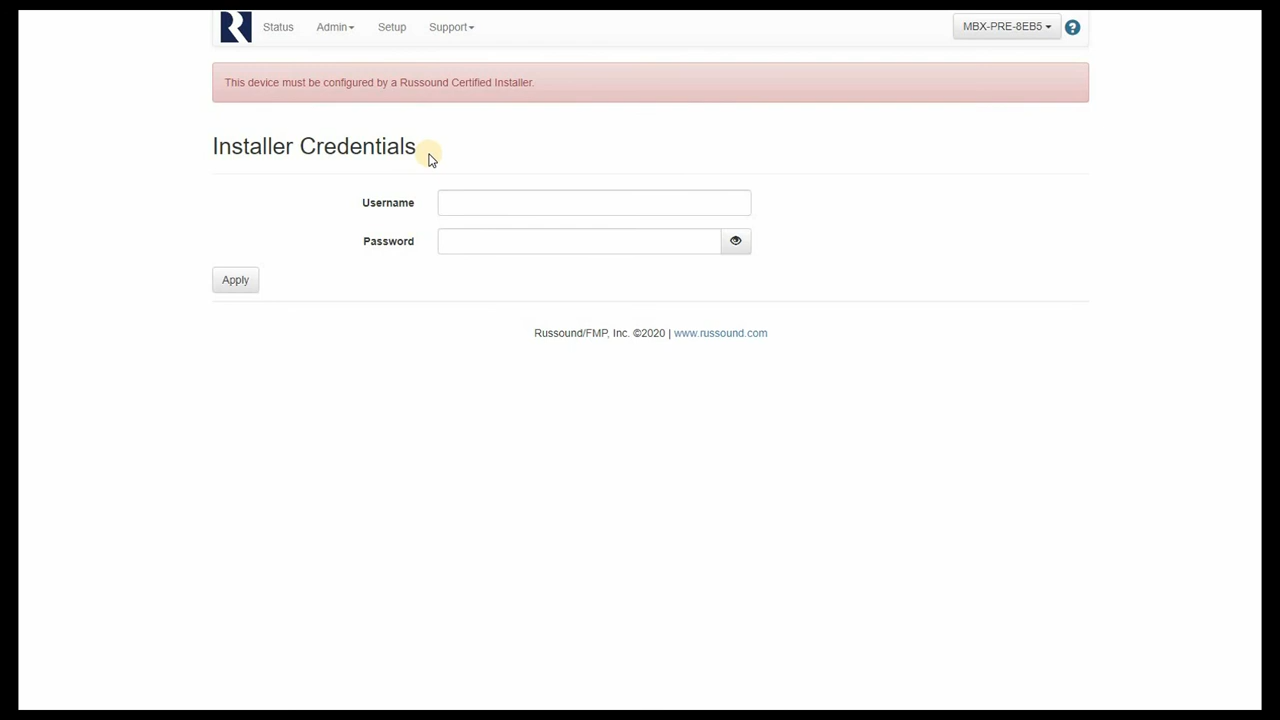 Status Admin Setup Support MBX-PRE-8EB5 ?
This device must be configured by a Russound Certified Installer.
Installer Credentials
Username
Password
Apply
Russound/FMP, Inc. ©2020 | www.russound.com